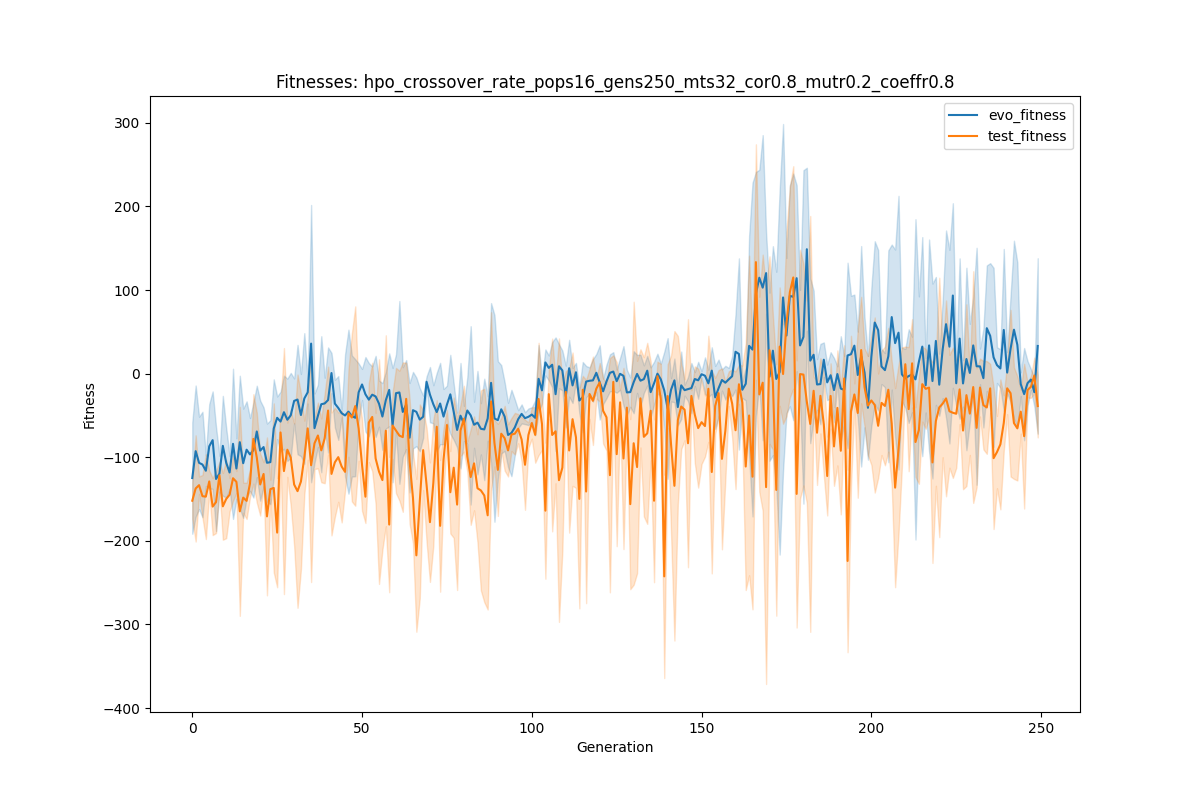 Fitnesses: hpo_crossover_rate_pops16_gens250_mts32_cor0.8_mutr0.2_coeffr0.8
evo_fitness
test_fitness
300
200
100
0
−100
−200
−300
−400
Fitness
0 50 100 150 200 250
Generation